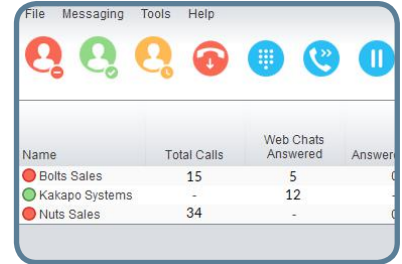 File Messaging Tools Help
Web Chats
Name Total Calls Answered
Bolts Sales 15 5
Kakapo Systems - 12
Nuts Sales 34 -